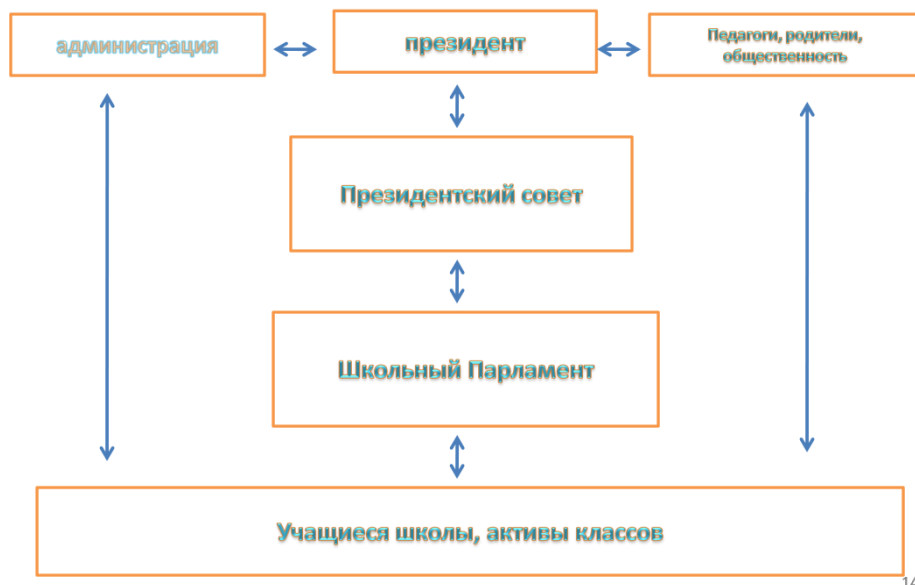 администрация
президент
Педагоги, родители,
общественность
Президентский совет
Школьный Парламент
Учащиеся школы, активы классов